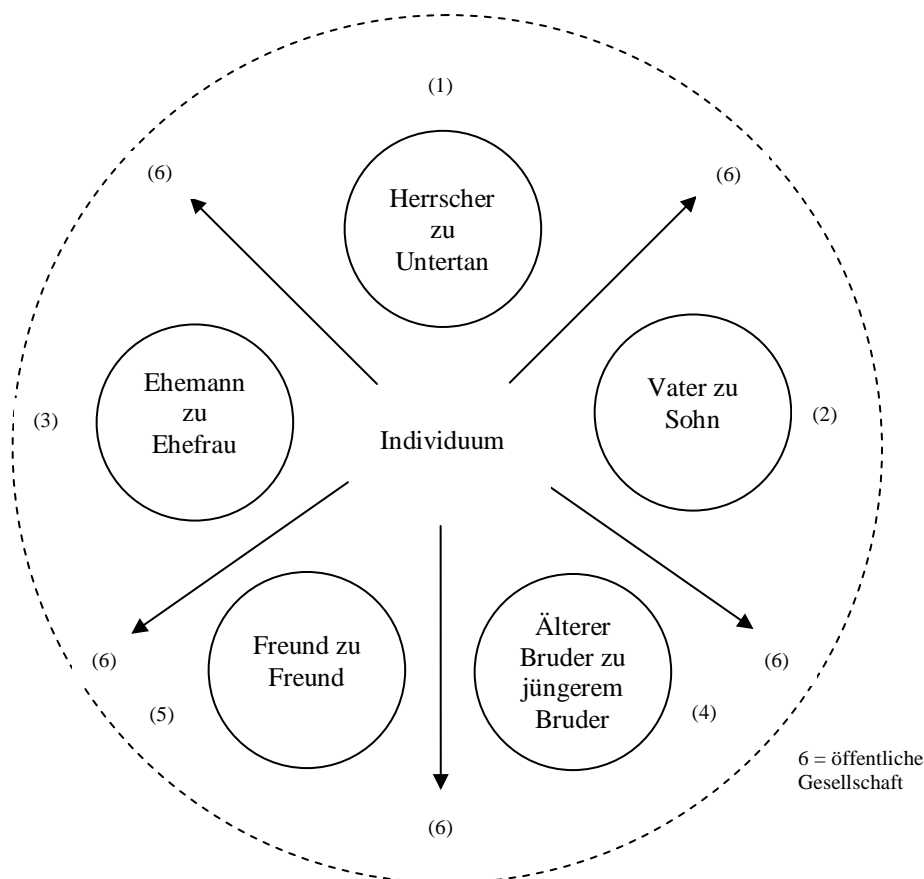 (1)
(6)
(6)
Herrscher
zu
Untertan
Ehemann
zu
Ehefrau
(3)
Vater zu
Sohn
(2)
Individuum
Freund zu
Freund
Älterer
Bruder zu
jüngerem
Bruder
(6)
(6)
(5)
(4)
6 = öffentliche
Gesellschaft
(6)